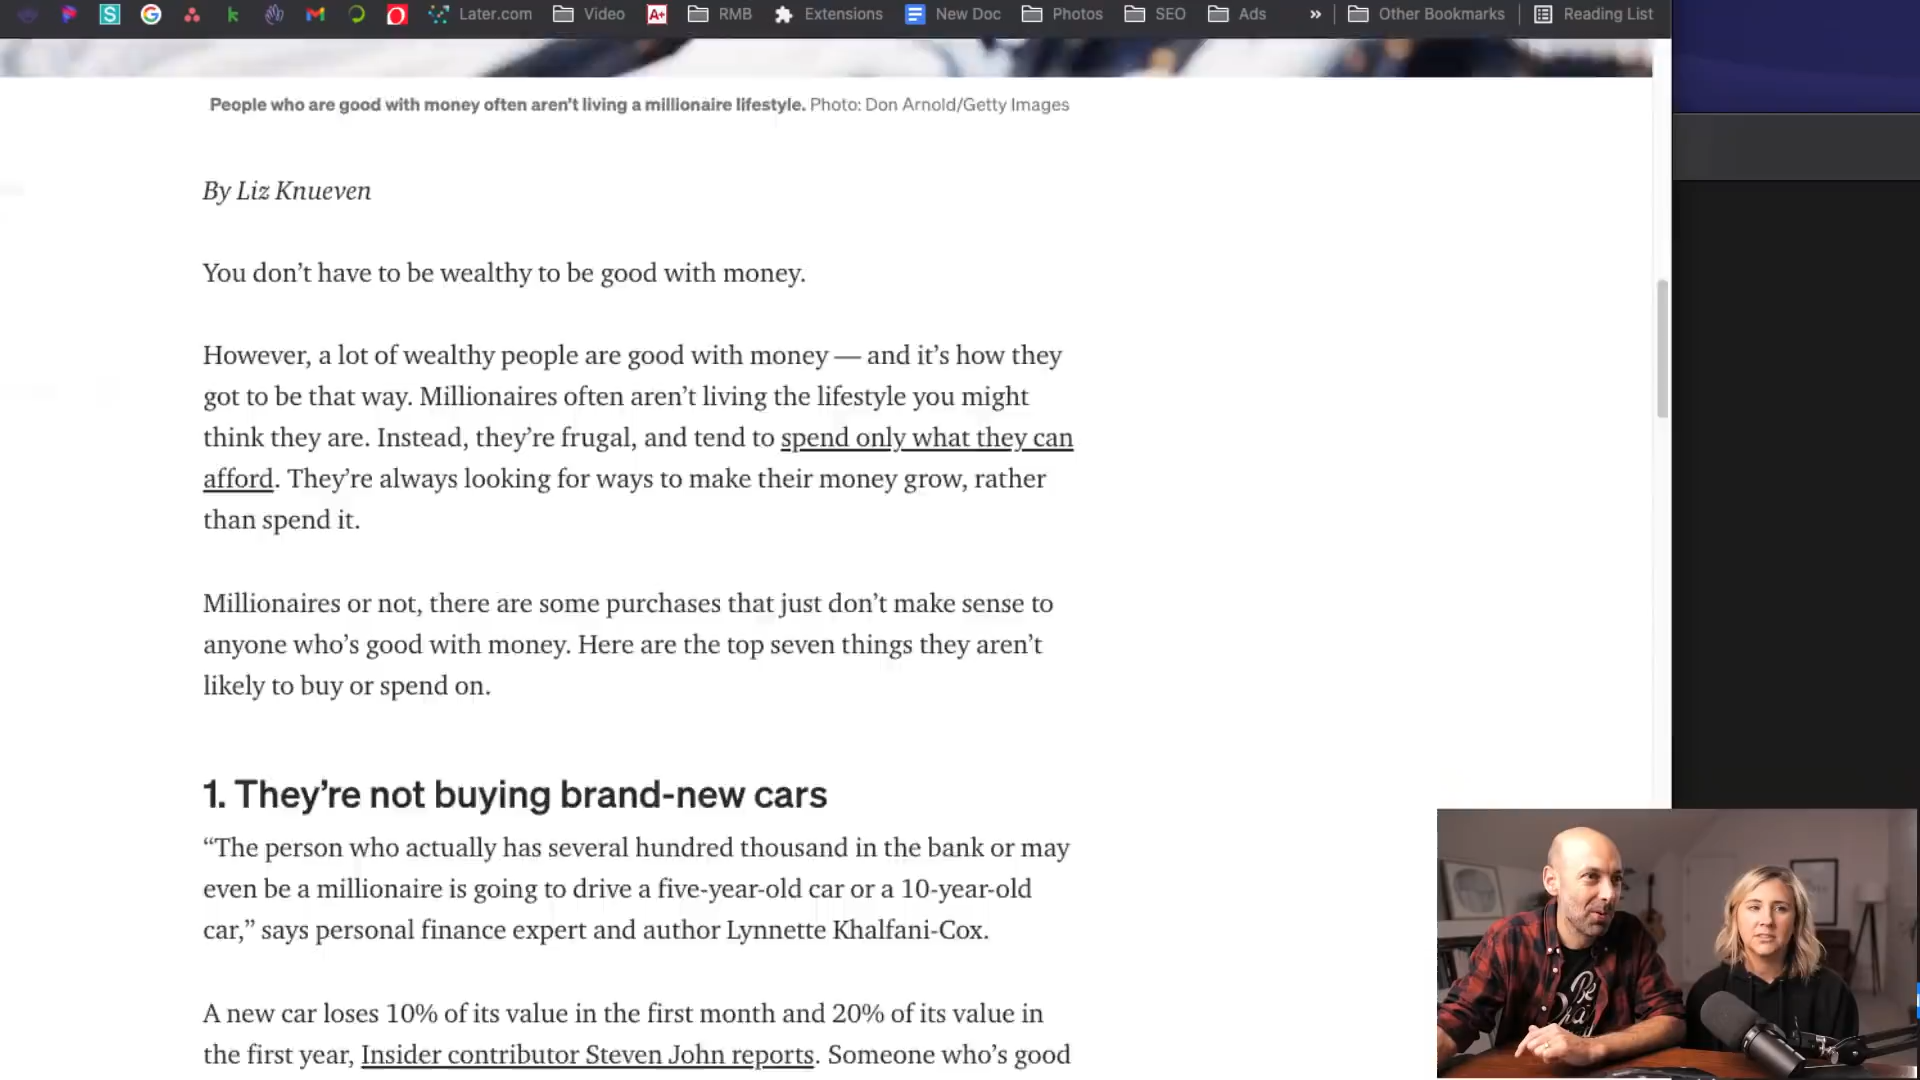 Later.com Video A+ RMB Extensions New Doc Photos SEO Ads » Other Bookmarks Reading List
People who are good with money often aren't living a millionaire lifestyle. Photo: Don Arnold/Getty Images
By Liz Knueven
You don’t have to be wealthy to be good with money.
However, a lot of wealthy people are good with money — and it’s how they
got to be that way. Millionaires often aren’t living the lifestyle you might
think they are. Instead, they’re frugal, and tend to spend only what they can
afford. They’re always looking for ways to make their money grow, rather
than spend it.
Millionaires or not, there are some purchases that just don’t make sense to
anyone who’s good with money. Here are the top seven things they aren’t
likely to buy or spend on.
1. They’re not buying brand-new cars
“The person who actually has several hundred thousand in the bank or may
even be a millionaire is going to drive a five-year-old car or a 10-year-old
car,” says personal finance expert and author Lynnette Khalfani-Cox.
A new car loses 10% of its value in the first month and 20% of its value in
the first year, Insider contributor Steven John reports. Someone who’s good
Be